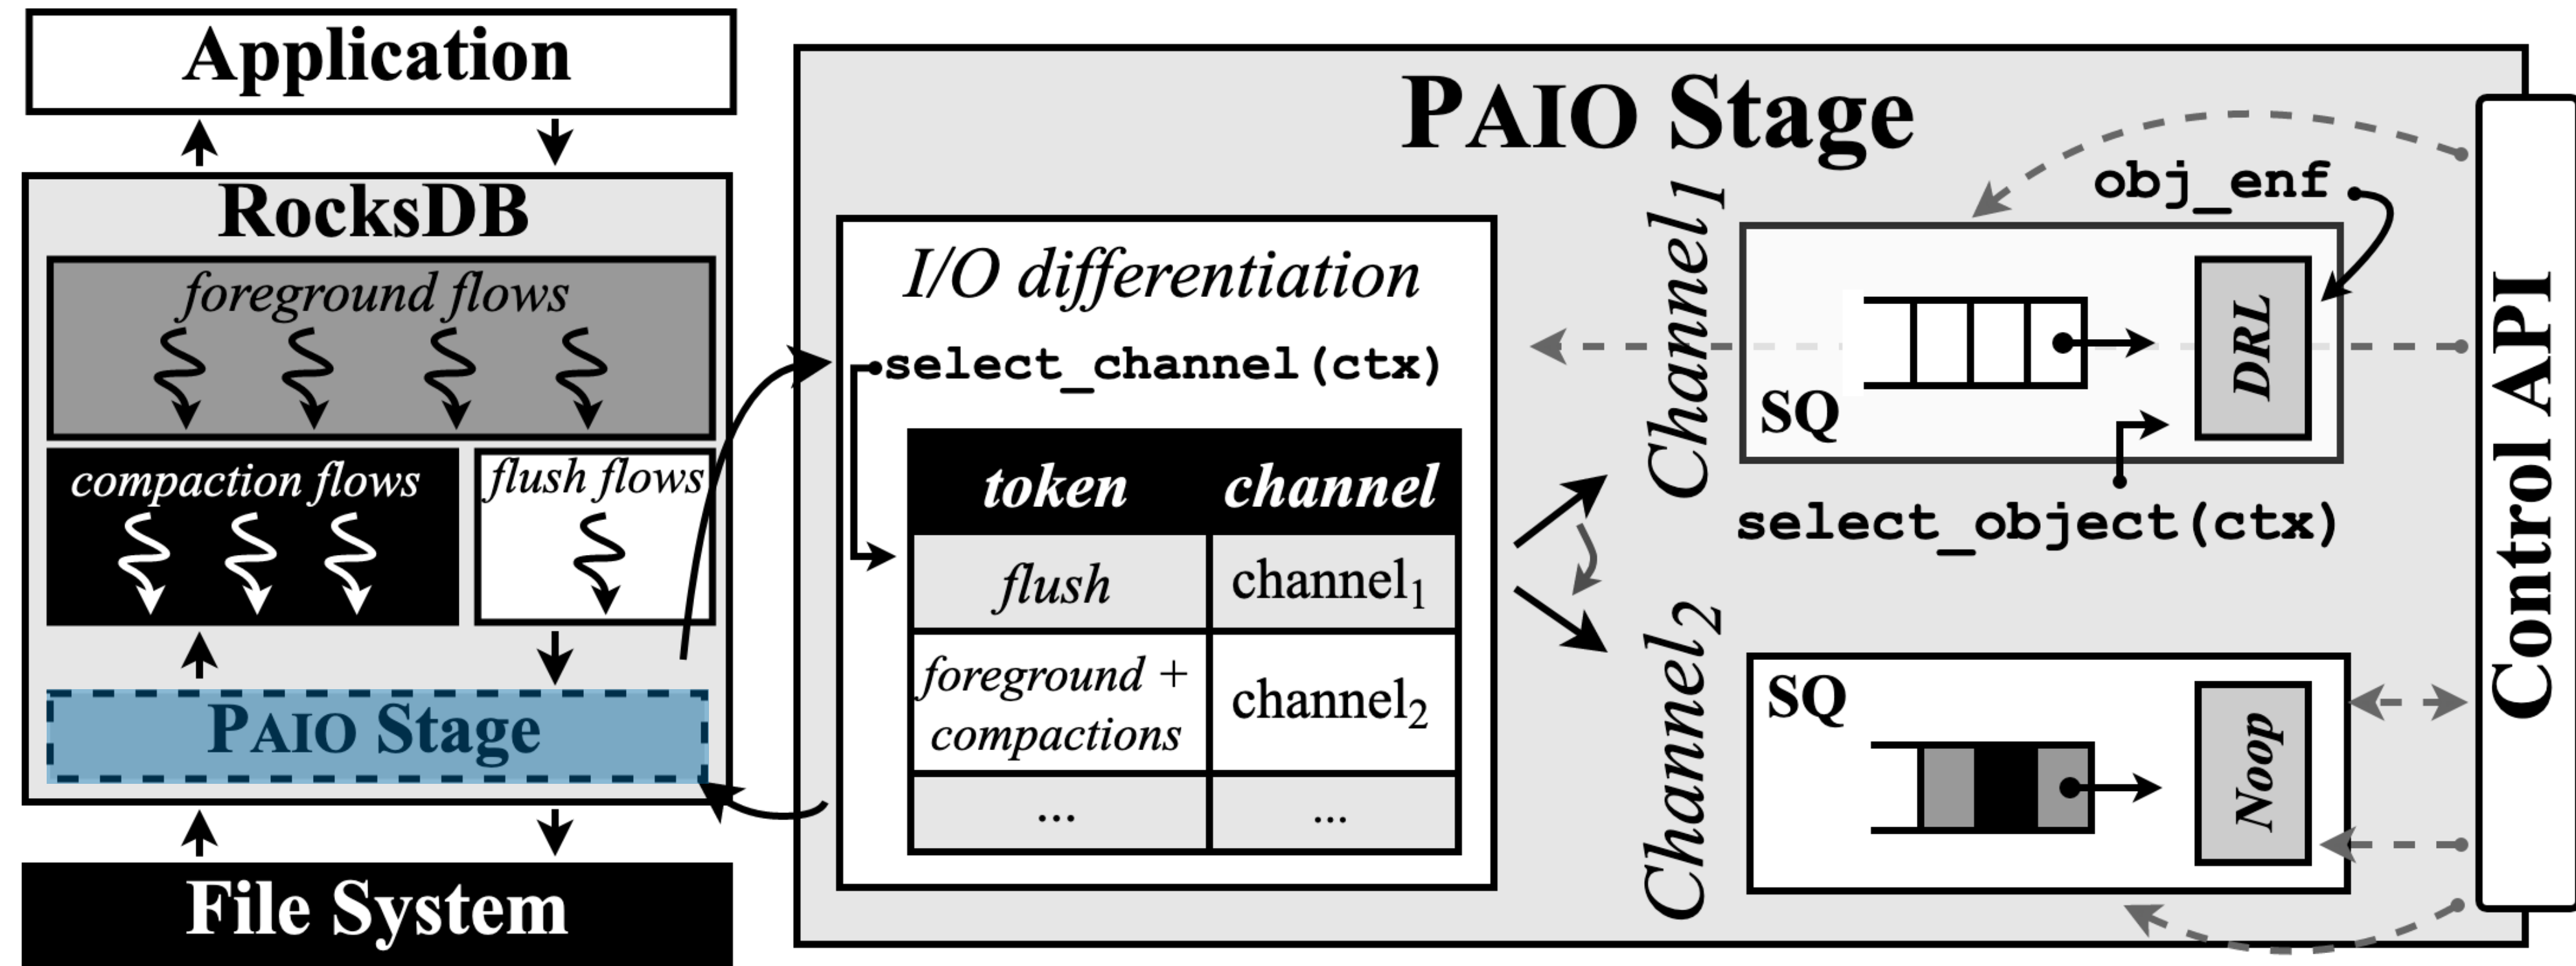 Application
RocksDB
foreground flows
compaction flows
flush flows
PAIO Stage
File System
PAIO Stage
I/O differentiation
select_channel(ctx)
token channel
flush channel1
foreground +
compactions
channel2
... ...
Channel1
obj_enf
SQ
DRL
select_object(ctx)
Channel2
SQ
Noop
Control API